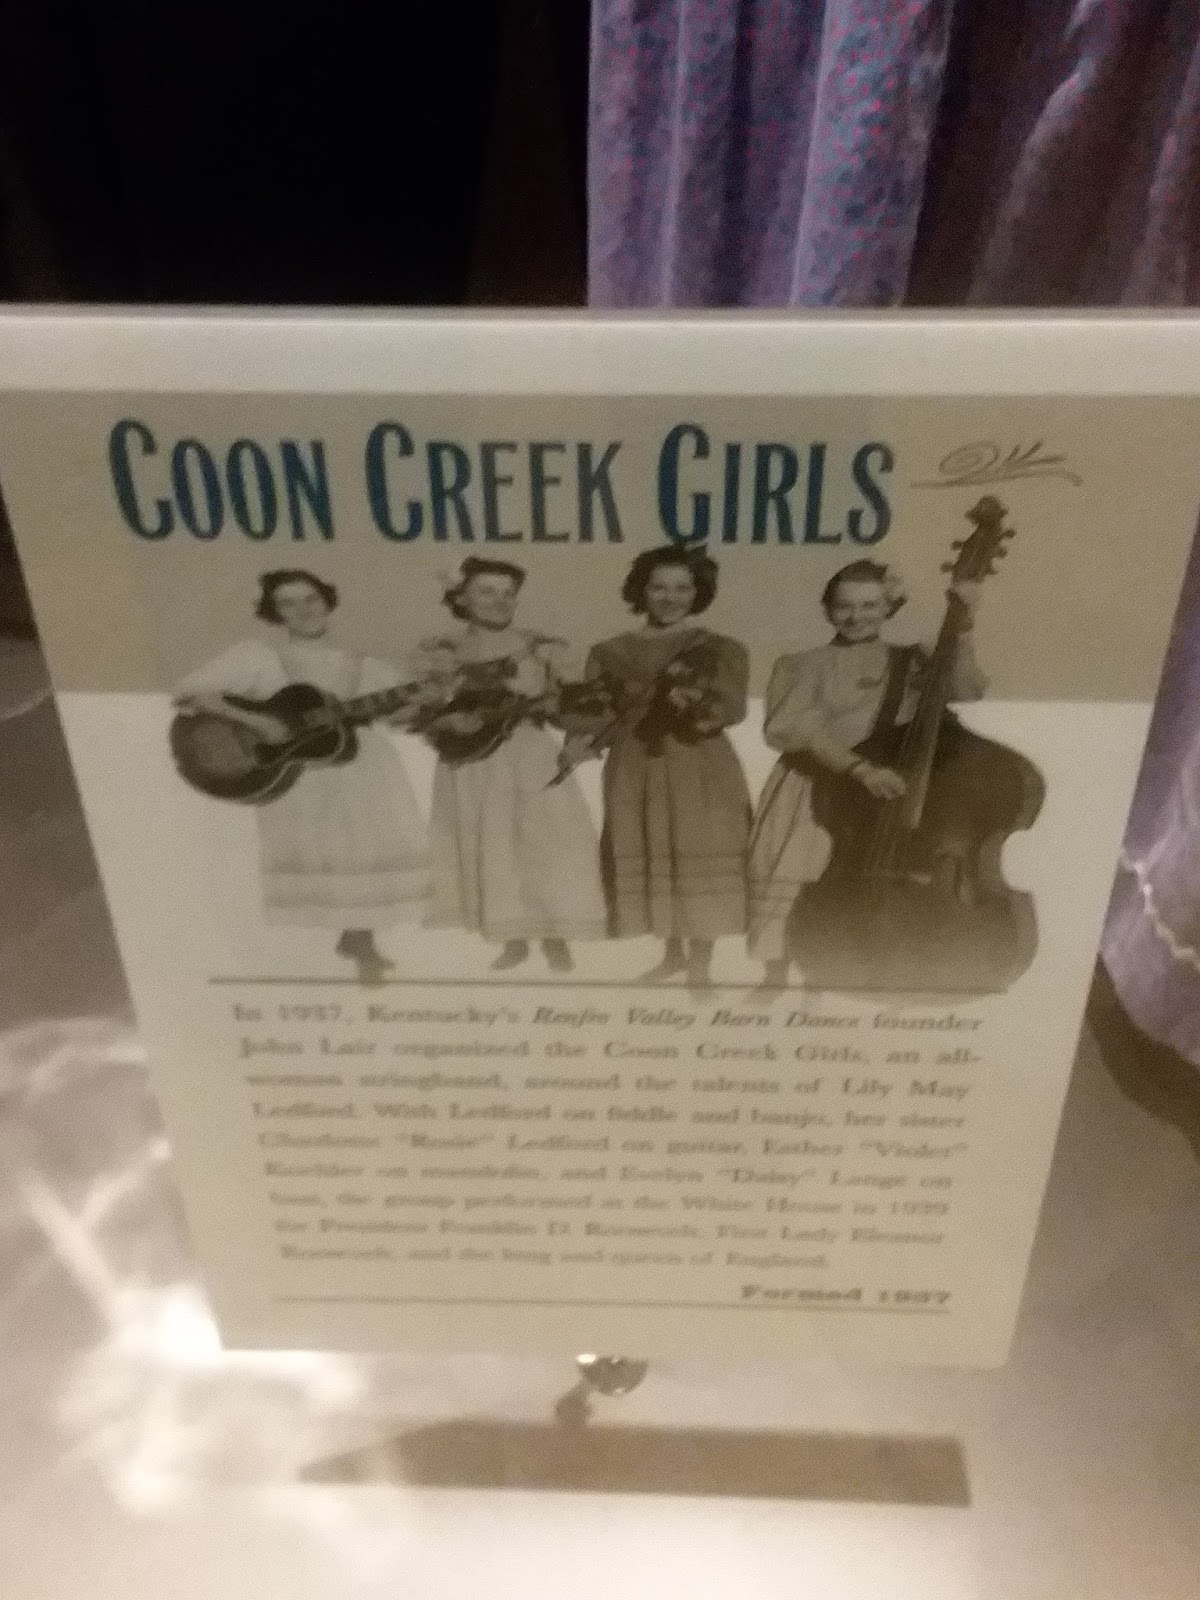 COON CREEK GIRLS
In 1937, Kentucky's Renfro Valley Barn Dance founder
John Lair organized the Coon Creek Girls, an all-
woman stringband, around the talents of Lily May
Ledford. With Ledford on fiddle and banjo, her sister
Charlotte "Rosie" Ledford on guitar, Esther "Violet"
Koehler on mandolin, and Evelyn "Daisy" Lange on
bass, the group performed at the White House in 1939
for President Franklin D. Roosevelt, First Lady Eleanor
Roosevelt, and the king and queen of England.
Formed 1937